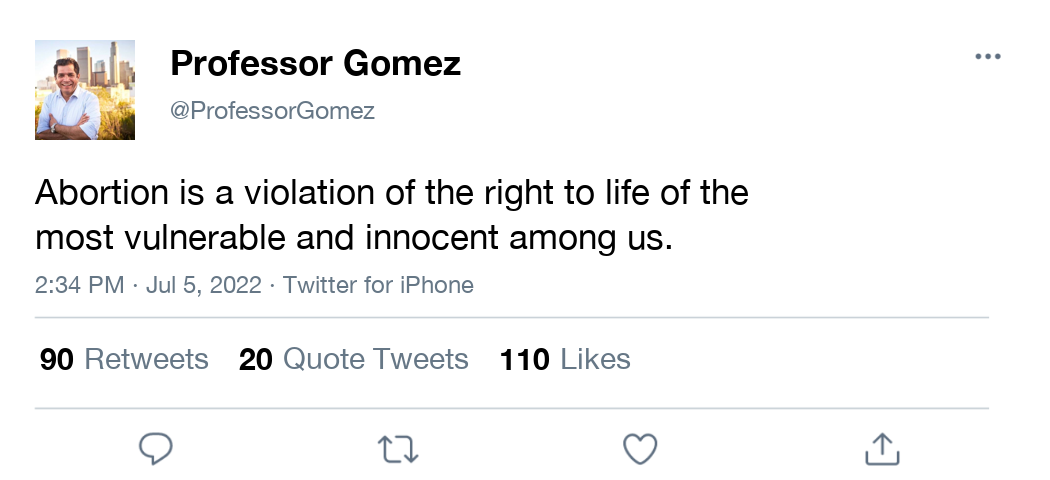 Professor Gomez
@ProfessorGomez
Abortion is a violation of the right to life of the
most vulnerable and innocent among us.
2:34 PM · Jul 5, 2022 · Twitter for iPhone
90 Retweets 20 Quote Tweets 110 Likes